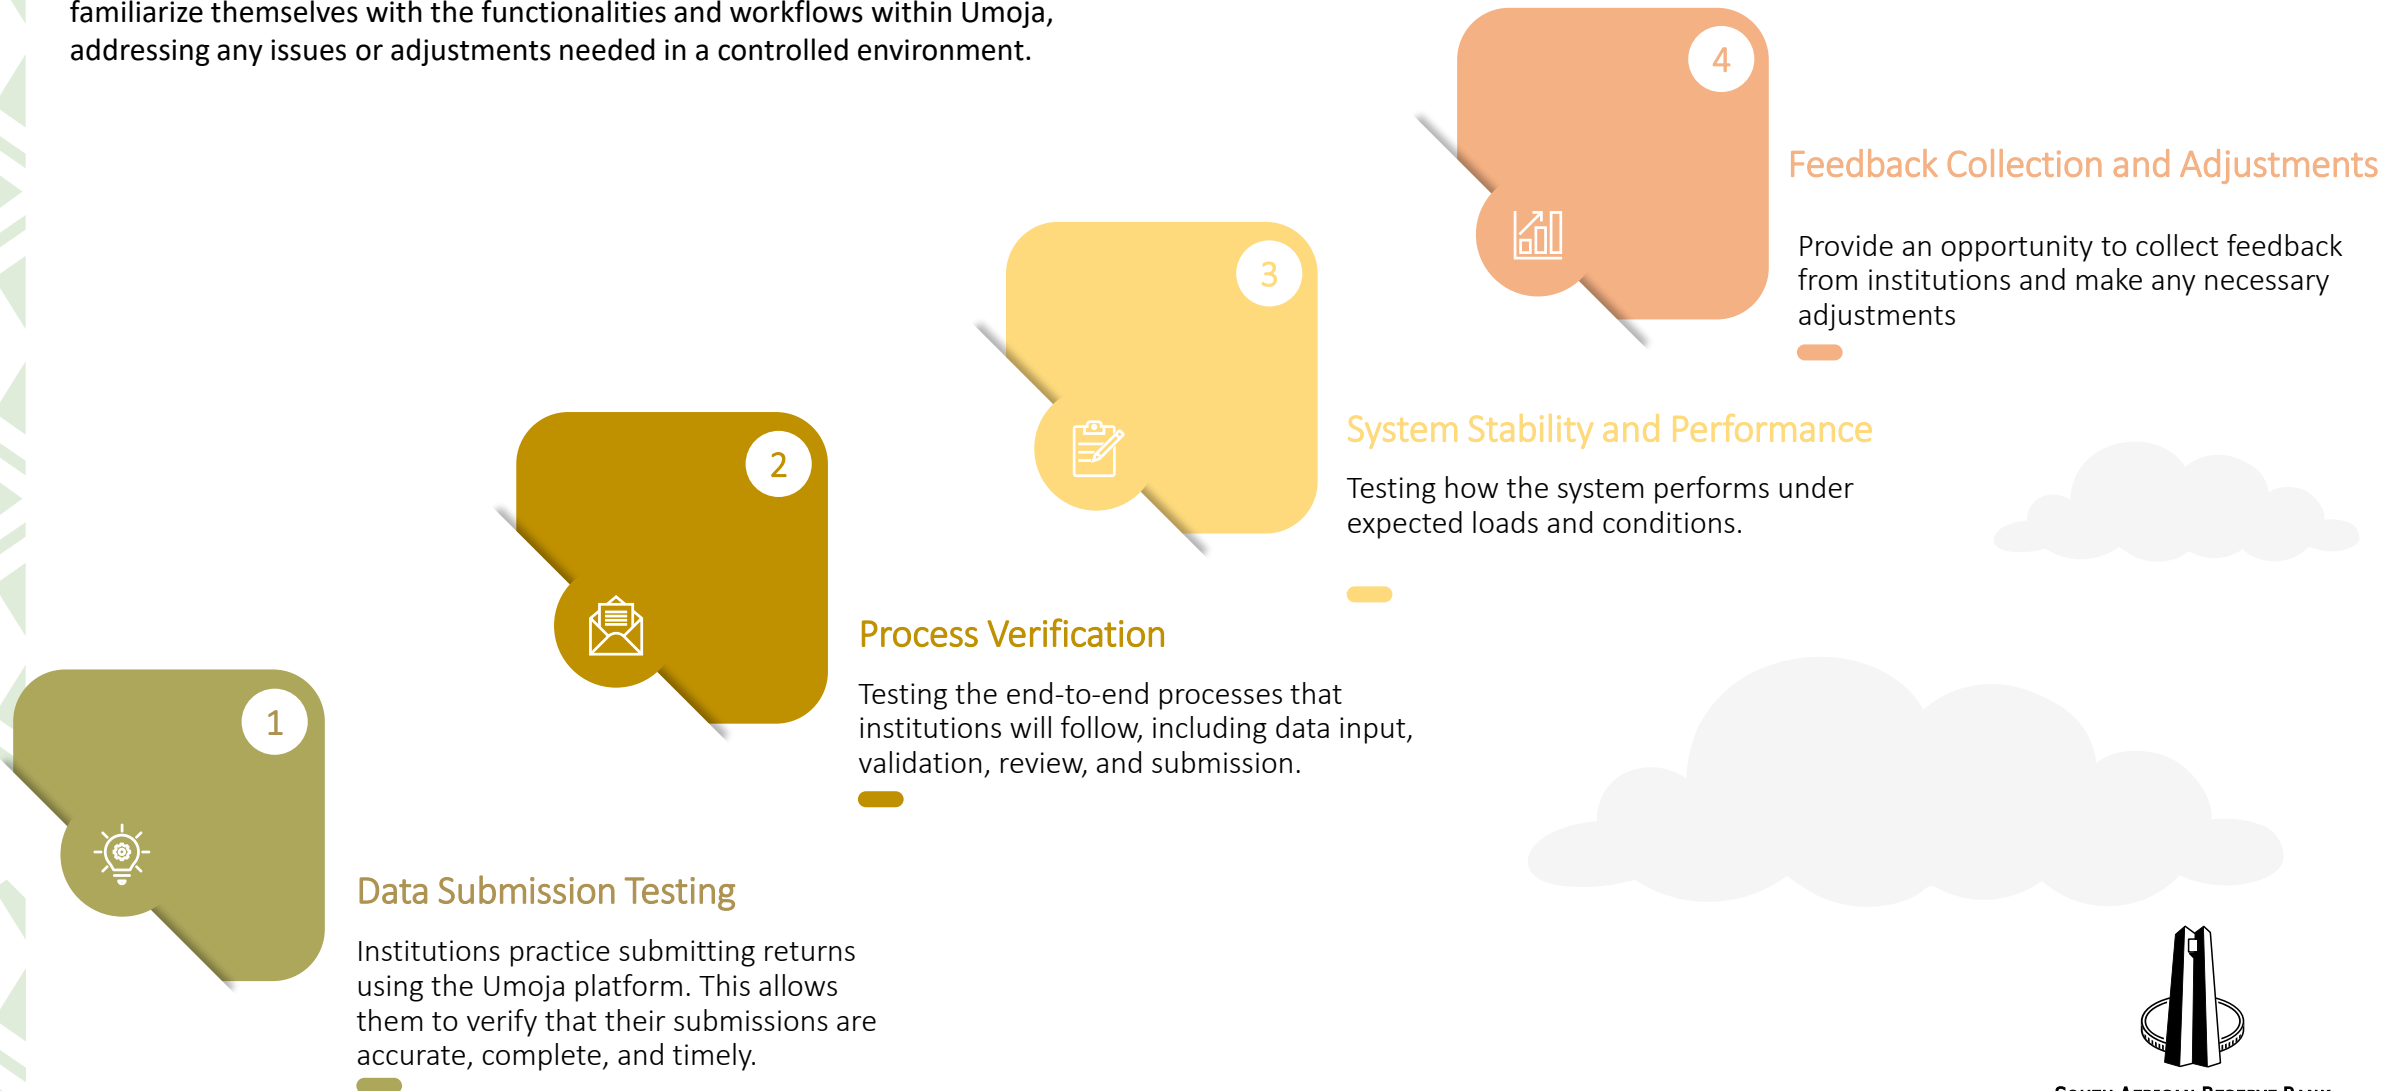 familiarize themselves with the functionalities and workflows within Umoja,
addressing any issues or adjustments needed in a controlled environment.
4
Feedback Collection and Adjustments
Provide an opportunity to collect feedback
from institutions and make any necessary
adjustments
3
System Stability and Performance
Testing how the system performs under
expected loads and conditions.
2
Process Verification
Testing the end-to-end processes that
institutions will follow, including data input,
validation, review, and submission.
1
Data Submission Testing
Institutions practice submitting returns
using the Umoja platform. This allows
them to verify that their submissions are
accurate, complete, and timely.
SOUTH AFRICAN RESERVE BANK